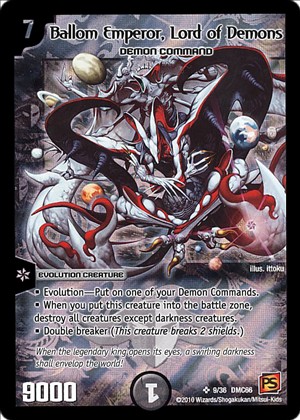 7 Ballom Emperor, Lord of Demons
DEMON COMMAND
illus. ittoku
EVOLUTION CREATURE
■ Evolution—Put on one of your Demon Commands.
■ When you put this creature into the battle zone,
destroy all creatures except darkness creatures.
■ Double breaker (This creature breaks 2 shields.)
When the legendary king opens its eyes, a swirling darkness
shall envelop the world!
9000
9/36 DMC66
©2010 Wizards/Shogakukan/Mitsui-Kids
PS